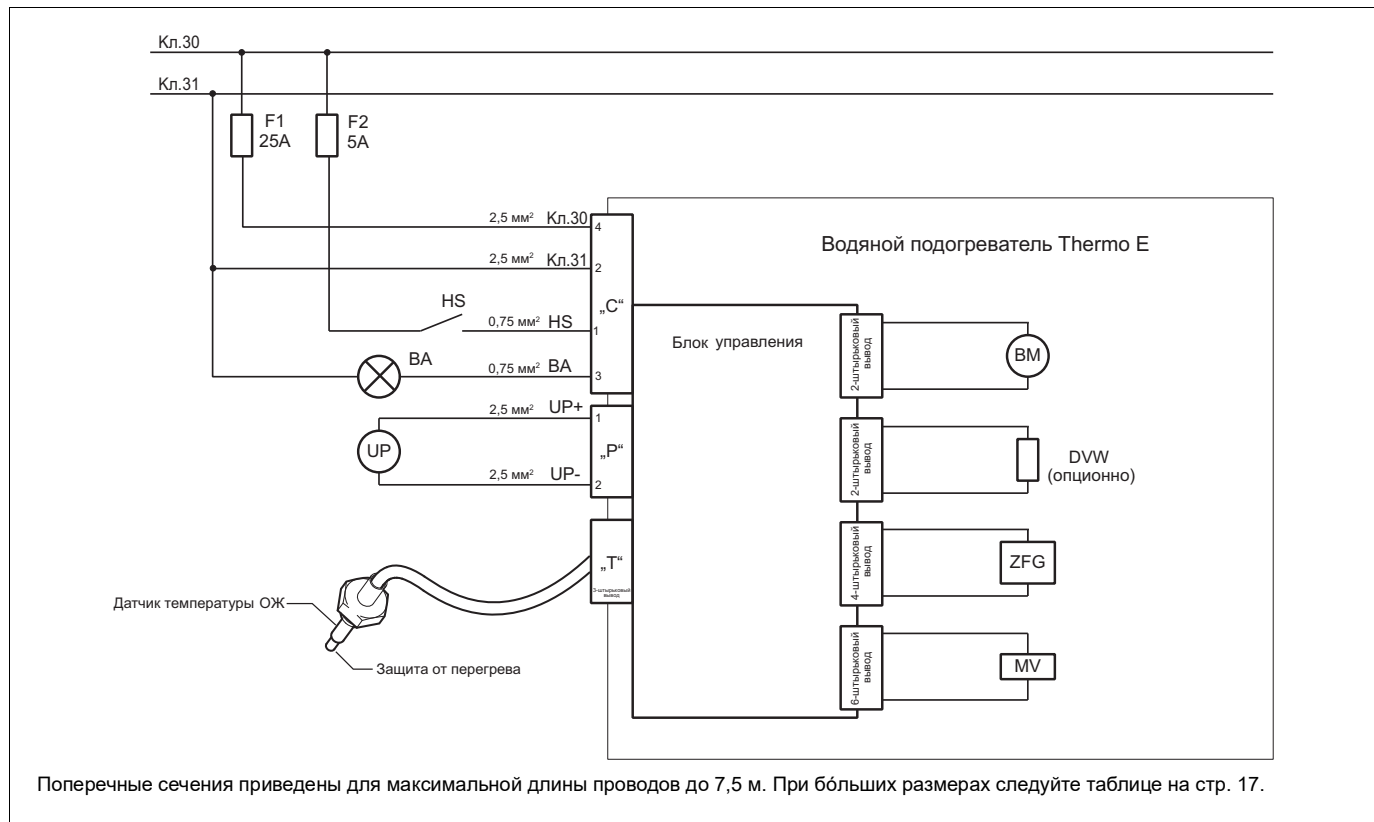 Кл.30
Кл.31
F1
25А
F2
5А
2,5 мм² Кл.30
4
2,5 мм² Кл.31
2
„С“
HS
0,75 мм² HS
1
ВА
0,75 мм² ВА
3
2,5 мм² UP+
1
UP
„Р“
2,5 мм² UP-
2
„Т“
3-штырьковый
вывод
Датчик температуры ОЖ
Защита от перегрева
Водяной подогреватель Thermo E
Блок управления
2-штырьковый
вывод
BM
2-штырьковый
вывод
DVW
(опционно)
4-штырьковый
вывод
ZFG
6-штырьковый
вывод
MV
Поперечные сечения приведены для максимальной длины проводов до 7,5 м. При бóльших размерах следуйте таблице на стр. 17.